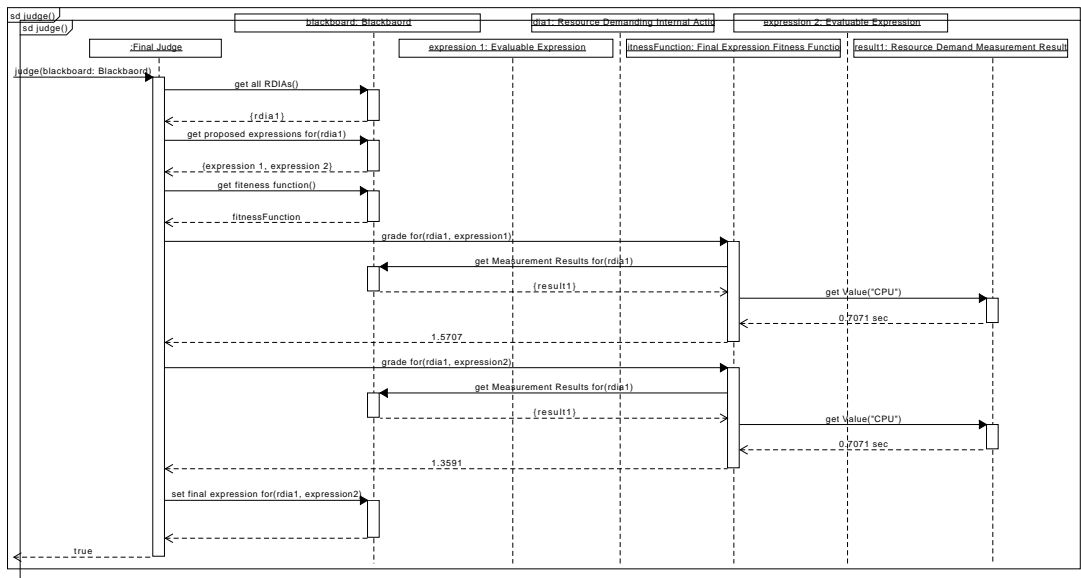 sd judge()
sd judge()
blackboard: Blackbaord
dia1: Resource Demanding Internal Actio
expression 2: Evaluable Expression
:Final Judge
expression 1: Evaluable Expression
itnessFunction: Final Expression Fitness Functio
result1: Resource Demand Measurement Result
judge(blackboard: Blackbaord)
get all RDIAs()
{rdia1}
get proposed expressions for(rdia1)
{expression 1, expression 2}
get fiteness function()
fitnessFunction
grade for(rdia1, expression1)
get Measurement Results for(rdia1)
{result1}
get Value("CPU")
0.7071 sec
1.5707
grade for(rdia1, expression2)
get Measurement Results for(rdia1)
{result1}
get Value("CPU")
0.7071 sec
1.3591
set final expression for(rdia1, expression2)
true